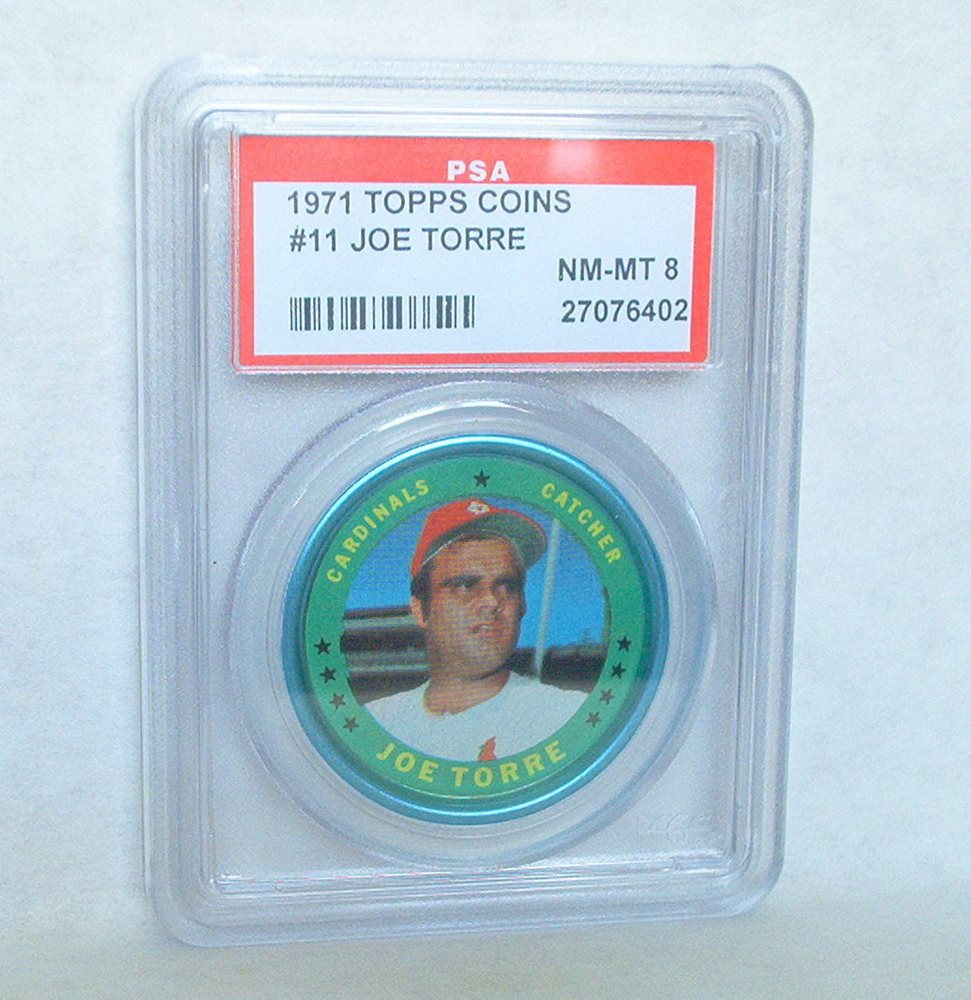 PSA
1971 TOPPS COINS
#11 JOE TORRE
NM-MT 8
27076402
CARDINALS ★ CATCHER
JOE TORRE